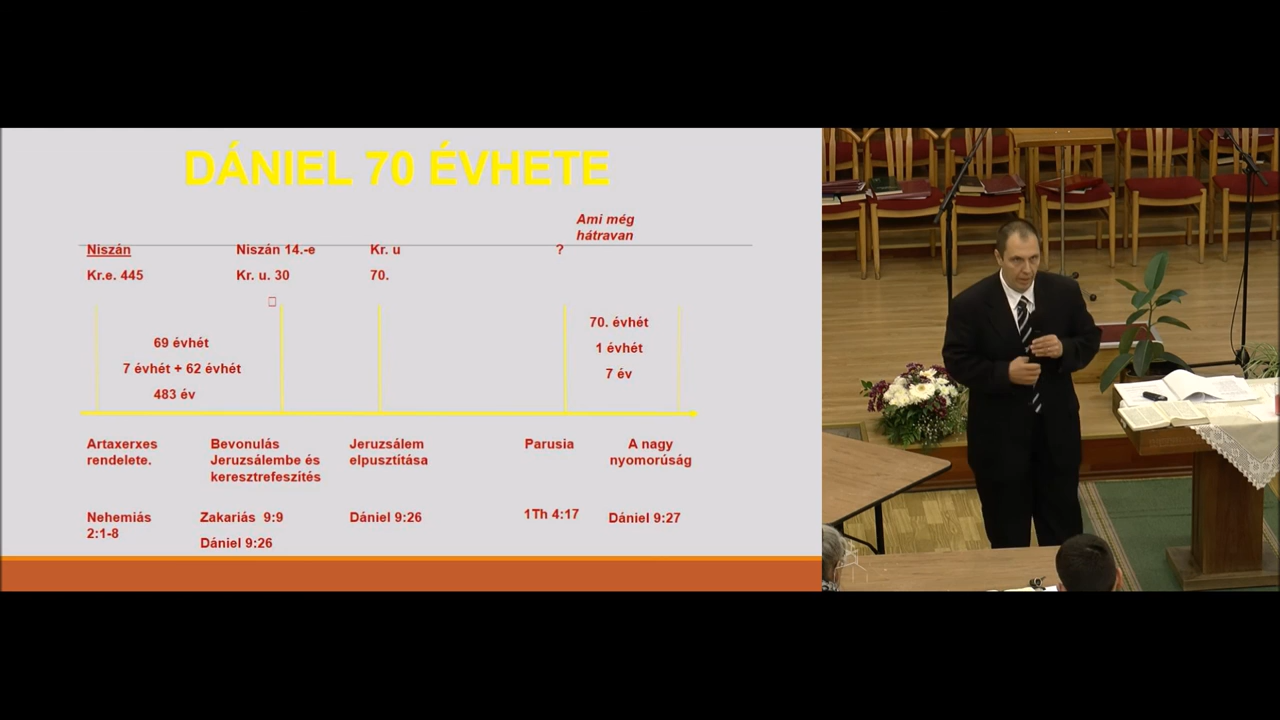 DÁNIEL 70 ÉVHETE
Ami még
hátravan
Niszán
Niszán 14.-e
Kr. u
?
Kr.e. 445
Kr. u. 30
70.
70. évhét
1 évhét
7 év
69 évhét
7 évhét + 62 évhét
483 év
Artaxerxes
rendelete.
Bevonulás
Jeruzsálembe és
keresztrefeszítés
Jeruzsálem
elpusztítása
Parusia
A nagy
nyomorúság
Nehemiás
2:1-8
Zakariás 9:9
Dániel 9:26
Dániel 9:26
1Th 4:17
Dániel 9:27